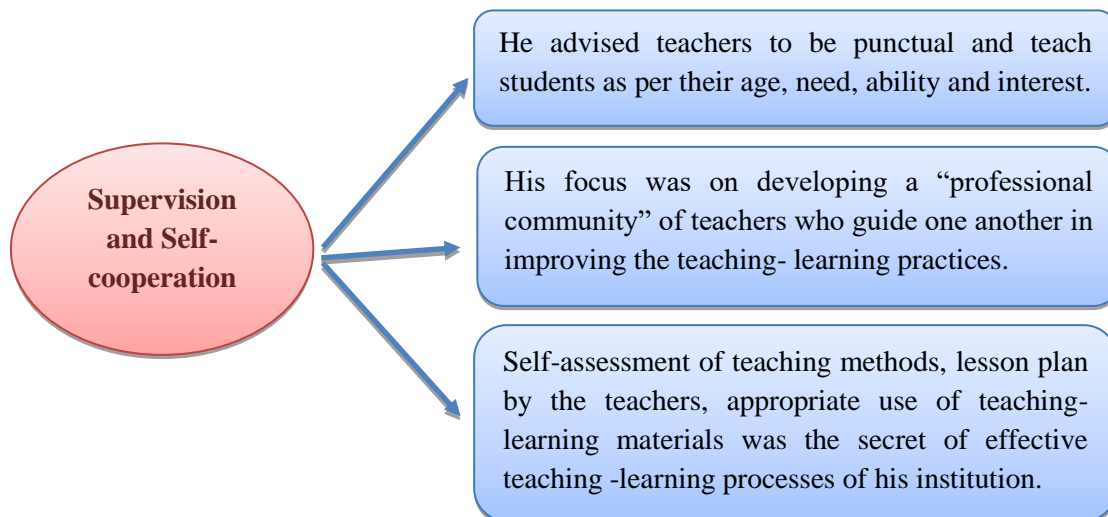 Supervision
and Self-
cooperation
He advised teachers to be punctual and teach
students as per their age, need, ability and interest.
His focus was on developing a “professional
community” of teachers who guide one another in
improving the teaching- learning practices.
Self-assessment of teaching methods, lesson plan
by the teachers, appropriate use of teaching-
learning materials was the secret of effective
teaching -learning processes of his institution.